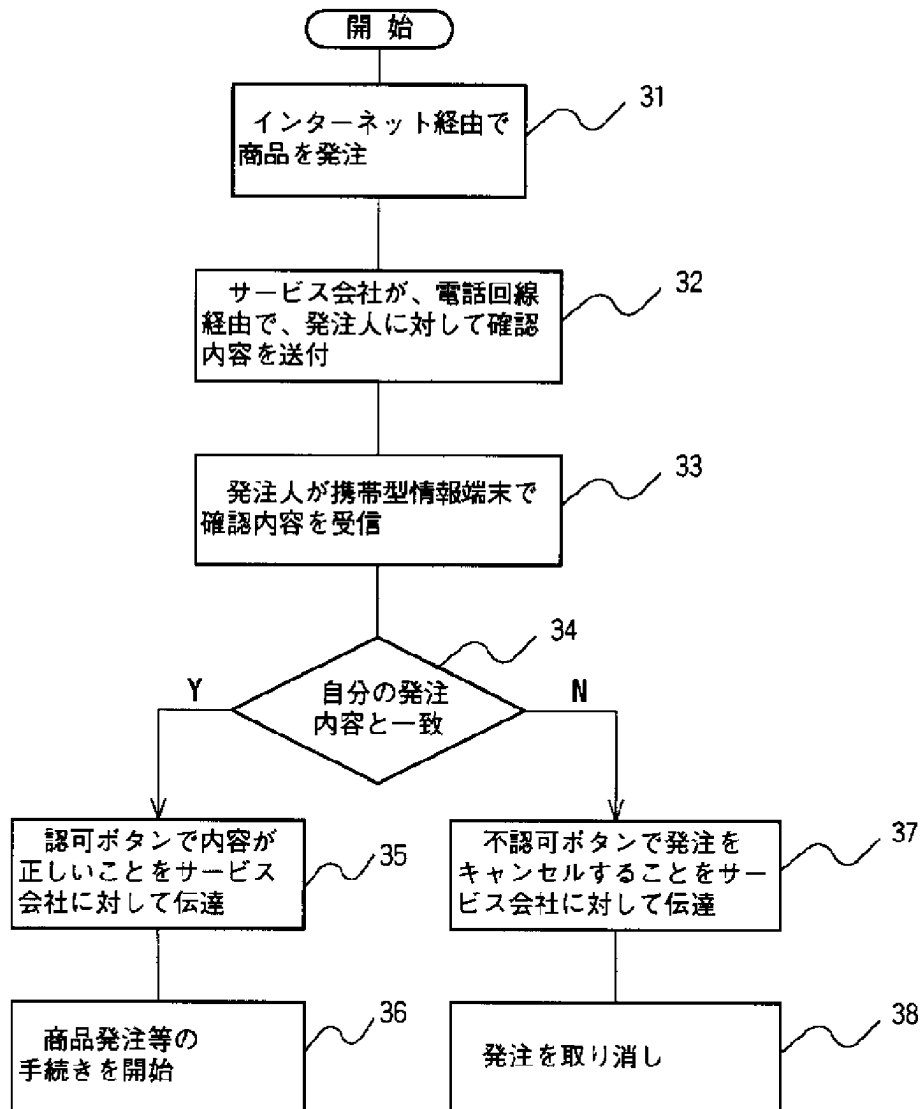 開始
インターネット経由で
商品を発注
31
サービス会社が、電話回線
経由で、発注人に対して確認
内容を送付
32
発注人が携帯型情報端末で
確認内容を受信
33
自分の発注
内容と一致
34
Y
N
認可ボタンで内容が
正しいことをサービス
会社に対して伝達
35
不認可ボタンで発注を
キャンセルすることをサー
ビス会社に対して伝達
37
商品発注等の
手続きを開始
36
発注を取り消し
38